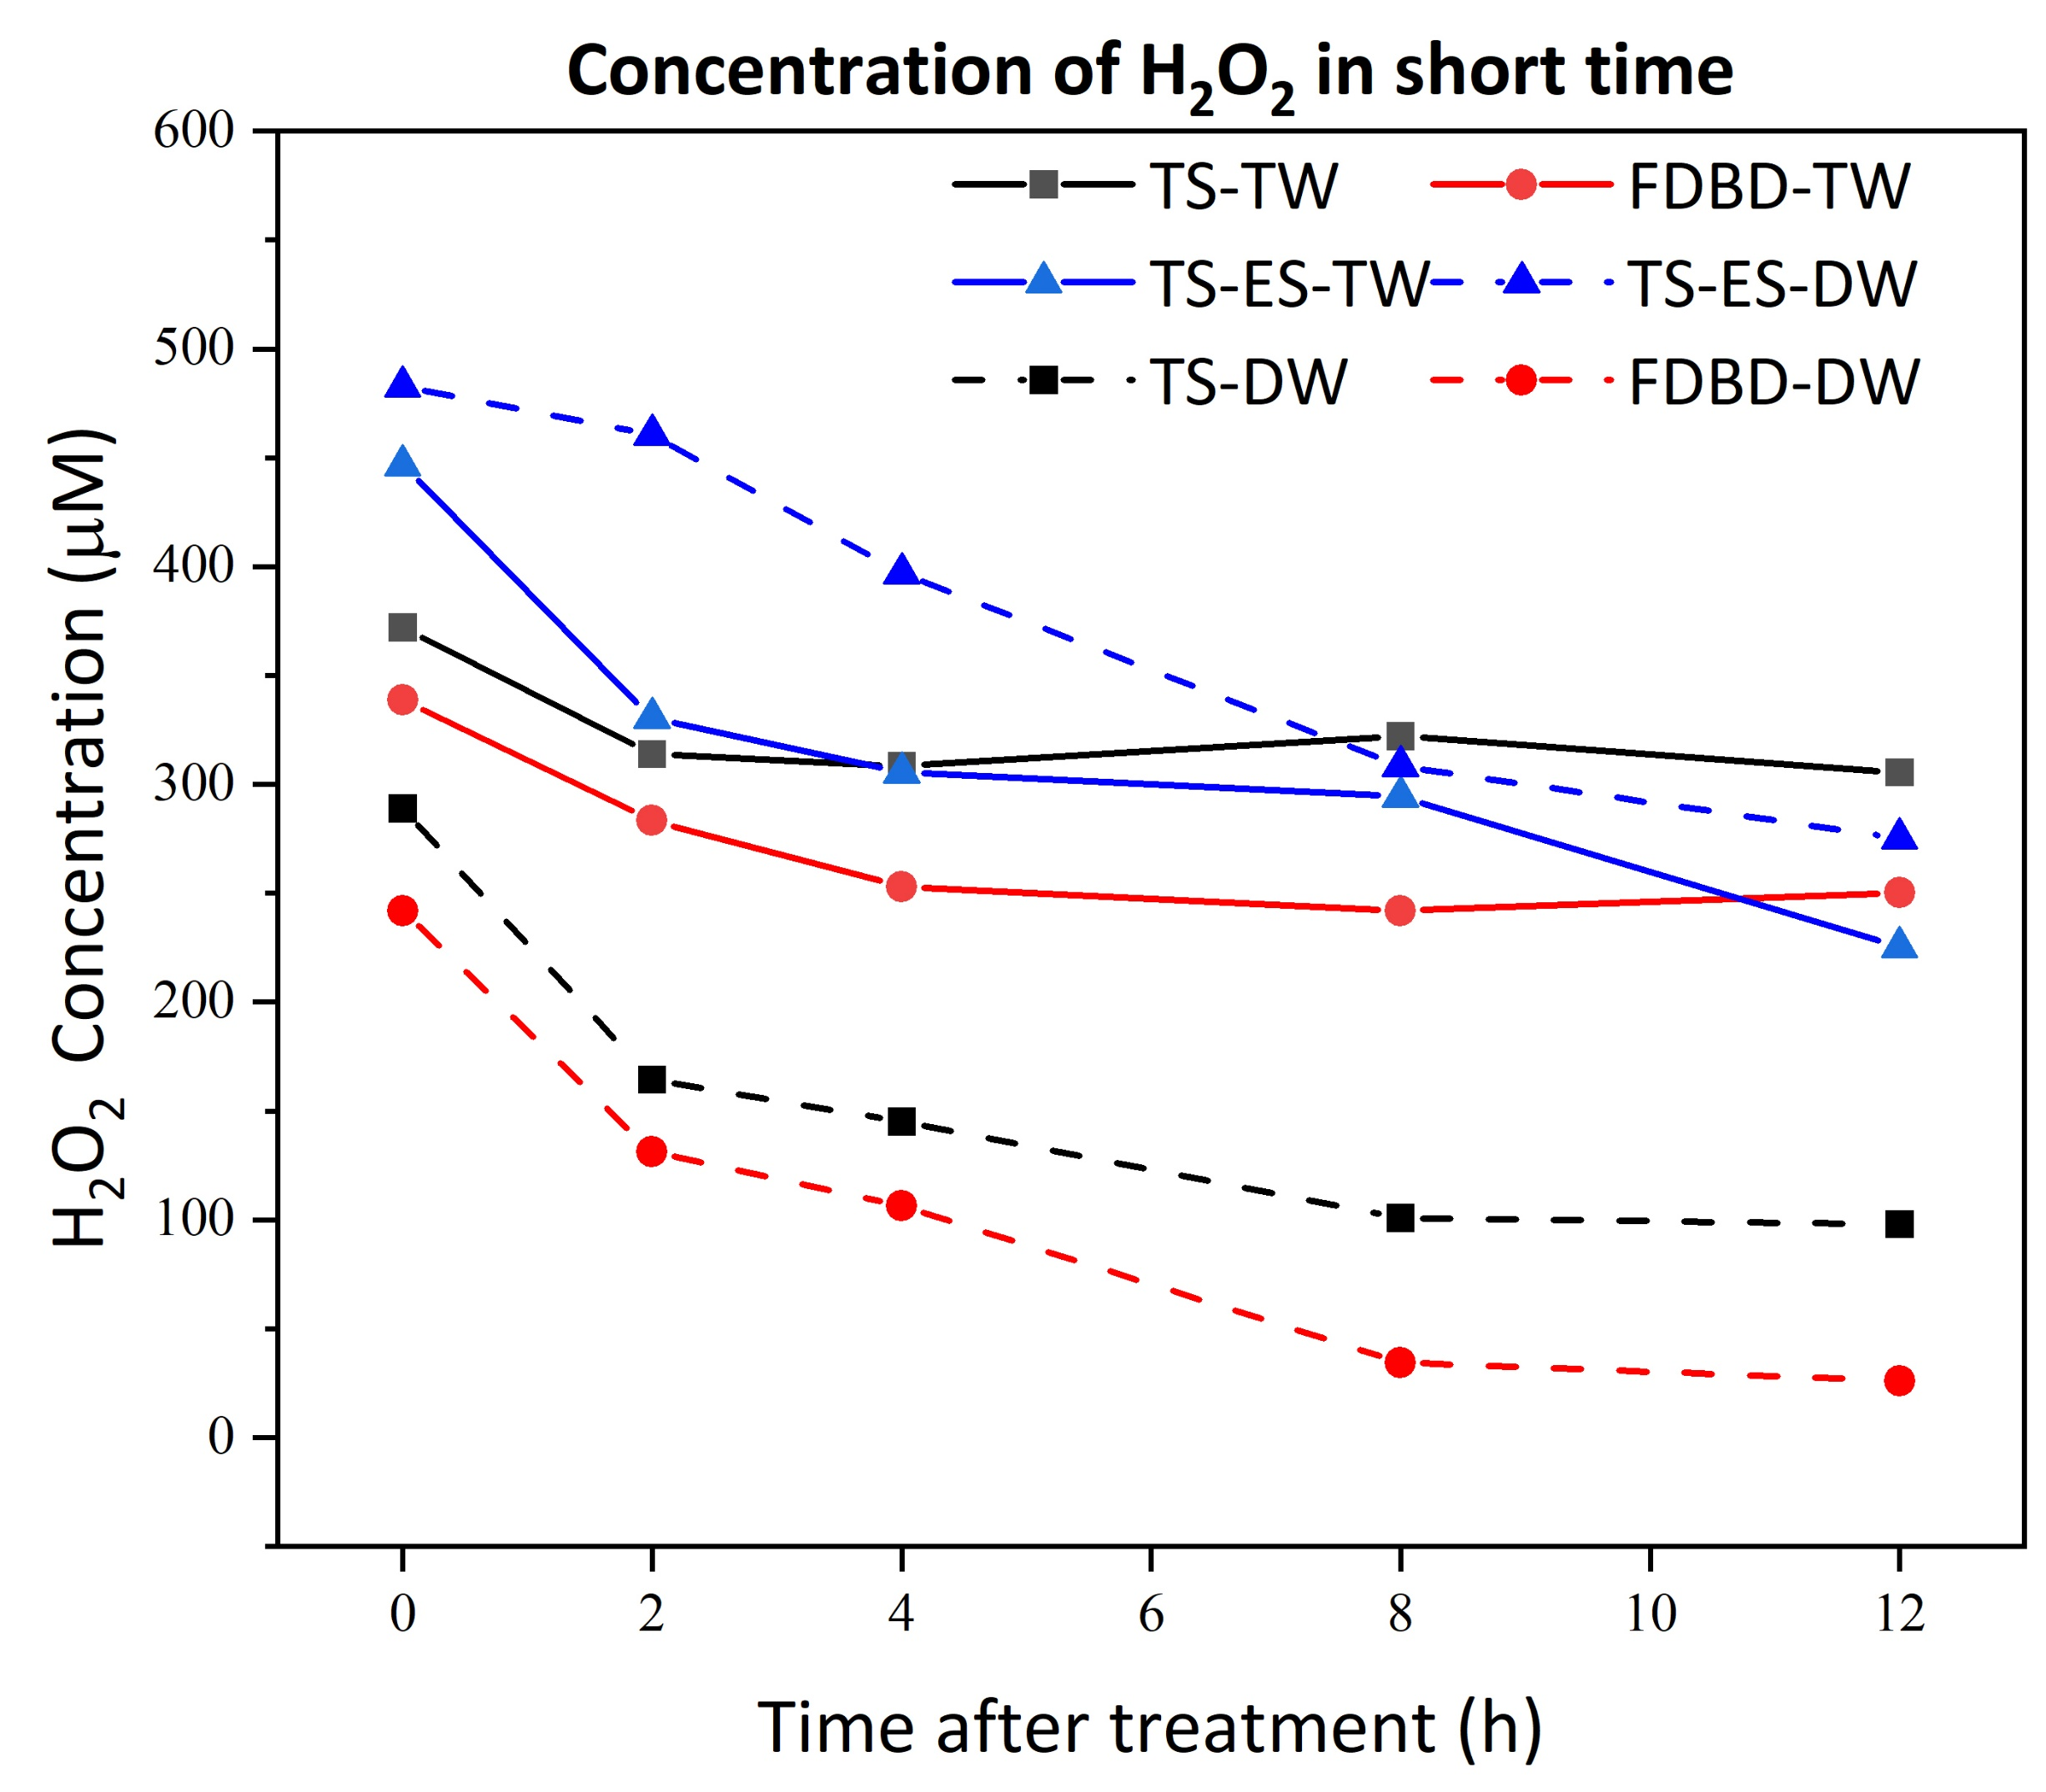 Concentration of H₂O₂ in short time
H₂O₂ Concentration (µM)
600
500
400
300
200
100
0
TS-TW FDBD-TW
TS-ES-TW TS-ES-DW
TS-DW FDBD-DW
0 2 4 6 8 10 12
Time after treatment (h)